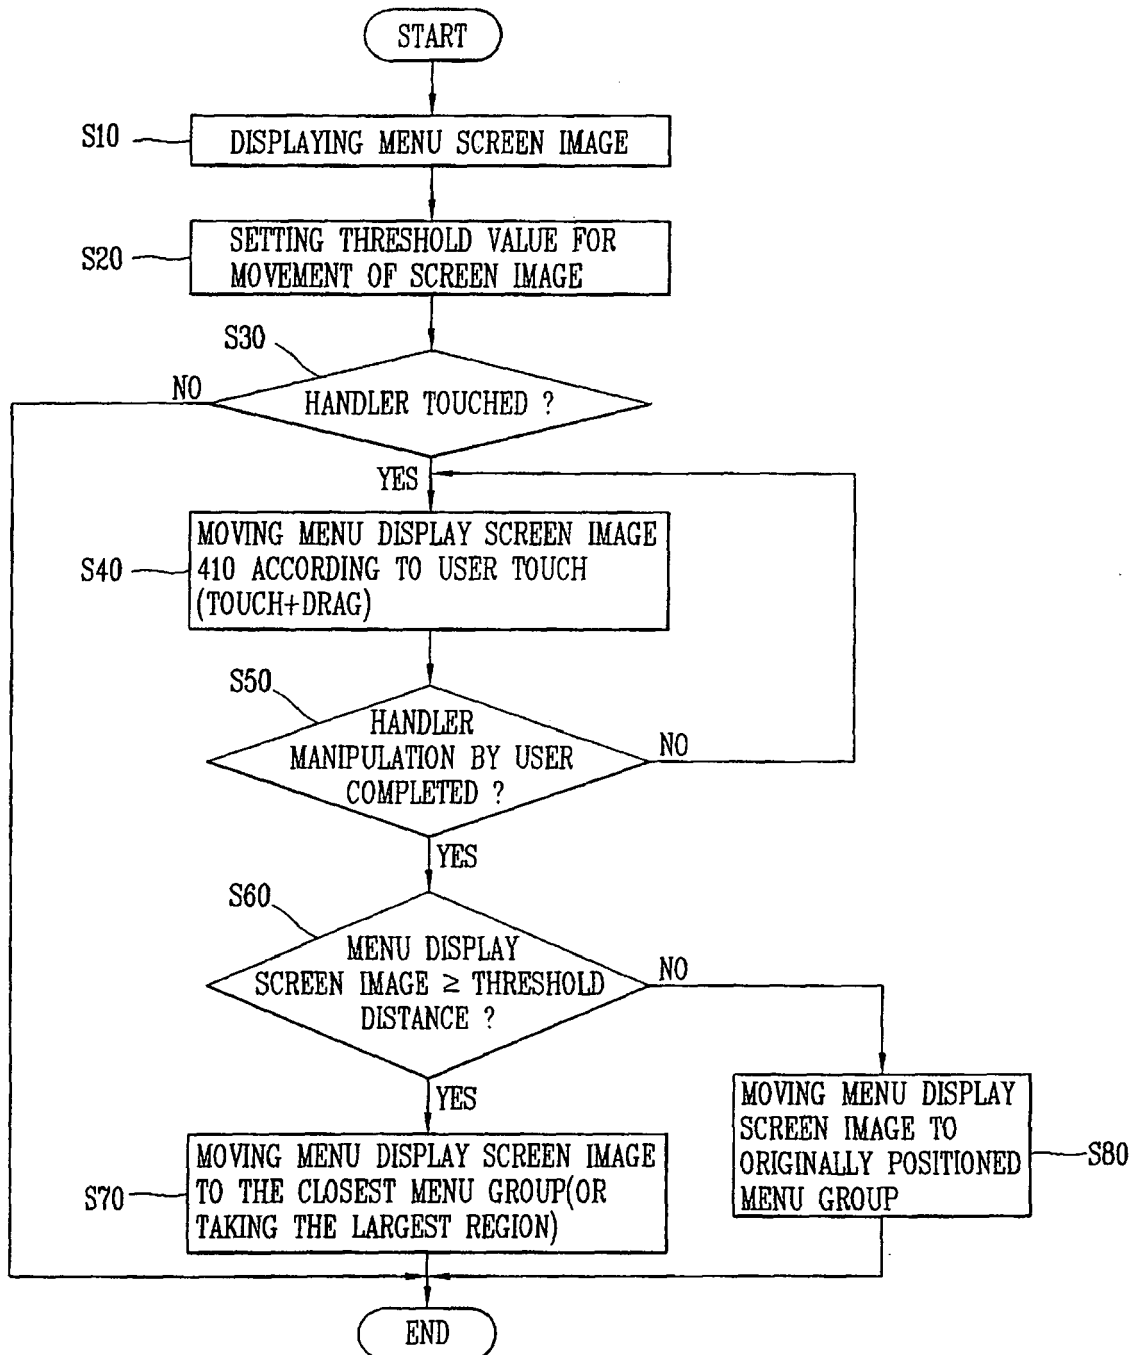 START
S10
DISPLAYING MENU SCREEN IMAGE
S20
SETTING THRESHOLD VALUE FOR
MOVEMENT OF SCREEN IMAGE
S30
NO
HANDLER TOUCHED ?
YES
S40
MOVING MENU DISPLAY SCREEN IMAGE
410 ACCORDING TO USER TOUCH
(TOUCH+DRAG)
S50
HANDLER
MANIPULATION BY USER
COMPLETED ?
NO
YES
S60
MENU DISPLAY
SCREEN IMAGE ≥ THRESHOLD
DISTANCE ?
NO
YES
S70
MOVING MENU DISPLAY SCREEN IMAGE
TO THE CLOSEST MENU GROUP(OR
TAKING THE LARGEST REGION)
MOVING MENU DISPLAY
SCREEN IMAGE TO
ORIGINALLY POSITIONED
MENU GROUP
S80
END